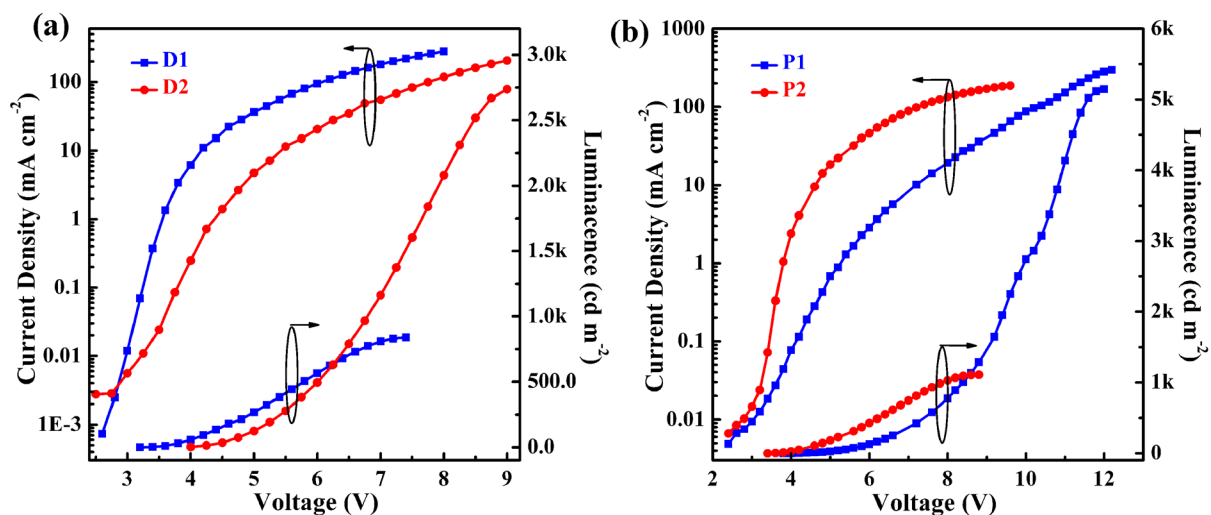 (a)
D1
D2
Current Density (mA cm-2)
100
10
1
0.1
0.01
1E-3
3 4 5 6 7 8 9
Voltage (V)
3.0k
2.5k
2.0k
1.5k
1.0k
500.0
0.0
Luminacence (cd m-2)
(b)
P1
P2
Current Density (mA cm-2)
1000
100
10
1
0.1
0.01
2 4 6 8 10 12
Voltage (V)
6k
5k
4k
3k
2k
1k
0
Luminacence (cd m-2)